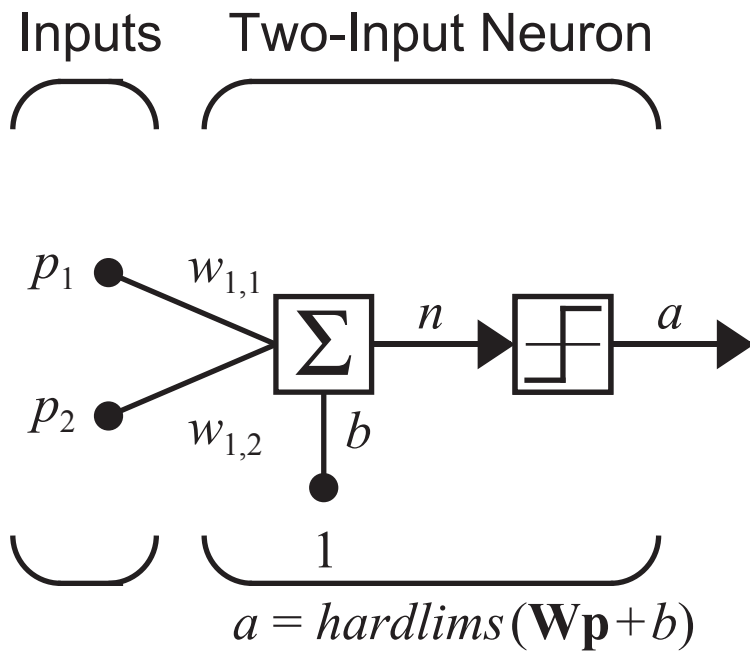 Inputs Two-Input Neuron
p1 w1,1
Σ n a
p2 w1,2 b
1
a = hardlims(Wp+b)